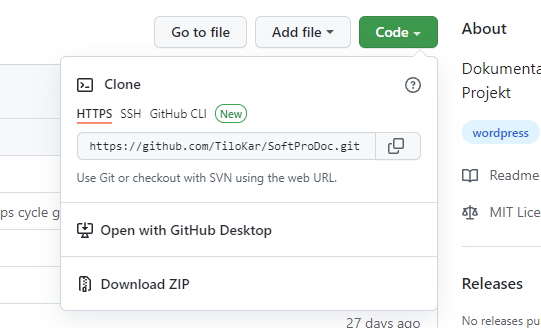 Go to file
Add file
Code
About
Clone
HTTPS
SSH
GitHub CLI
New
https://github.com/TiloKar/SoftProDoc.git
Use Git or checkout with SVN using the web URL.
Open with GitHub Desktop
Download ZIP
ps cycle g
27 days ago
Dokumenta
Projekt
wordpress
Readme
MIT Lice
Releases
No releases pu